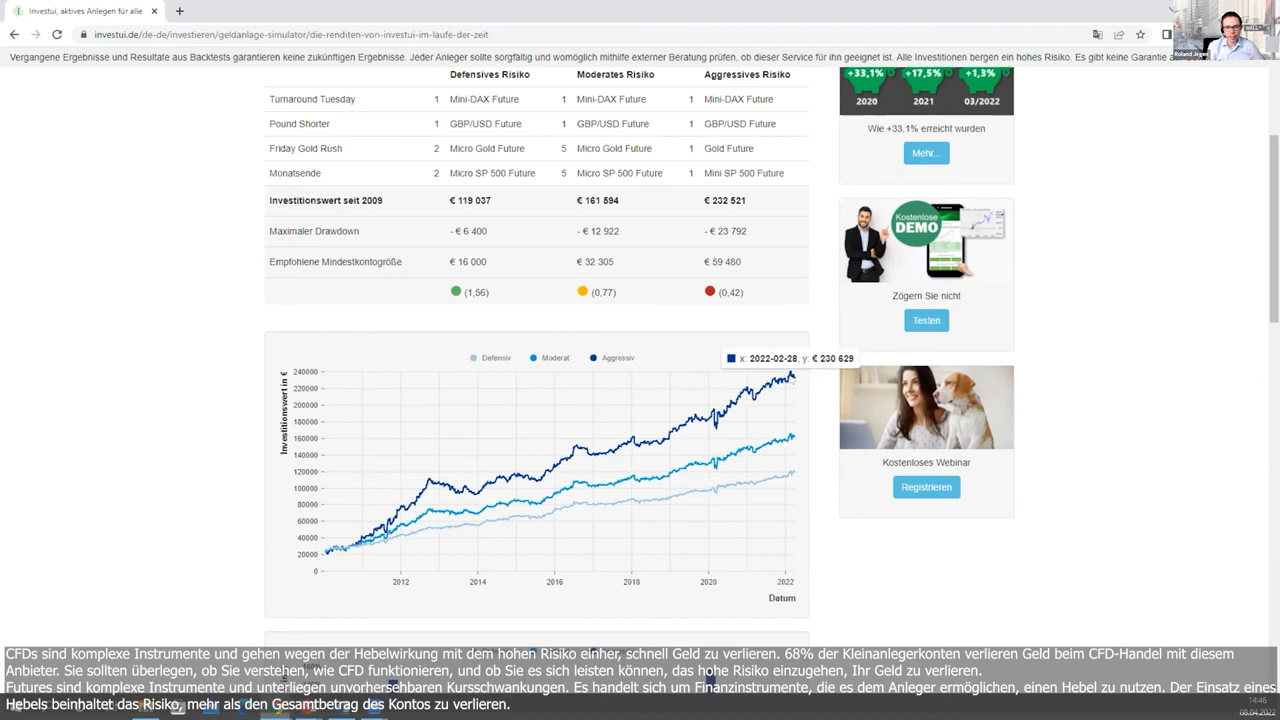 Investui, aktives Anlegen für alle
investui.de/de-de/investieren/geldanlage-simulator/die-renditen-von-investui-im-laufe-der-zeit
Roland Jegen
Vergangene Ergebnisse und Resultate aus Backtests garantieren keine zukünftigen Ergebnisse. Jeder Anleger sollte sorgfältig und womöglich mithilfe externer Beratung prüfen, ob dieser Service für ihn geeignet ist. Alle Investitionen bergen ein hohes Risiko. Es gibt keine Garantie
Defensives Risiko Moderates Risiko Aggressives Risiko
Turnaround Tuesday 1 Mini-DAX Future 1 Mini-DAX Future 1 Mini-DAX Future
Pound Shorter 1 GBP/USD Future 1 GBP/USD Future 1 GBP/USD Future
Friday Gold Rush 2 Micro Gold Future 5 Micro Gold Future 1 Gold Future
Monatsende 2 Micro SP 500 Future 5 Micro SP 500 Future 1 Mini SP 500 Future
Investitionswert seit 2009 € 119 037 € 161 594 € 232 521
Maximaler Drawdown - € 6 400 - € 12 922 - € 23 792
Empfohlene Mindestkontogröße € 16 000 € 32 305 € 59 480
(1,56) (0,77) (0,42)
+33,1% +17,5% +1,3%
2020 2021 03/2022
Wie +33,1% erreicht wurden
Mehr...
Kostenlose
DEMO
Zögern Sie nicht
Testen
Kostenloses Webinar
Registrieren
Defensiv Moderat Aggressiv
x: 2022-02-28, y: € 230 629
Investitionswert in €
240000
220000
200000
180000
160000
140000
120000
100000
80000
60000
40000
20000
0
2012 2014 2016 2018 2020 2022
Datum
CFDs sind komplexe Instrumente und gehen wegen der Hebelwirkung mit dem hohen Risiko einher, schnell Geld zu verlieren. 68% der Kleinanlegerkonten verlieren Geld beim CFD-Handel mit diesem
Anbieter. Sie sollten überlegen, ob Sie verstehen, wie CFD funktionieren, und ob Sie es sich leisten können, das hohe Risiko einzugehen, Ihr Geld zu verlieren.
Futures sind komplexe Instrumente und unterliegen unvorhersehbaren Kursschwankungen. Es handelt sich um Finanzinstrumente, die es dem Anleger ermöglichen, einen Hebel zu nutzen. Der Einsatz eines
Hebels beinhaltet das Risiko, mehr als den Gesamtbetrag des Kontos zu verlieren.
14:46
08.04.2022